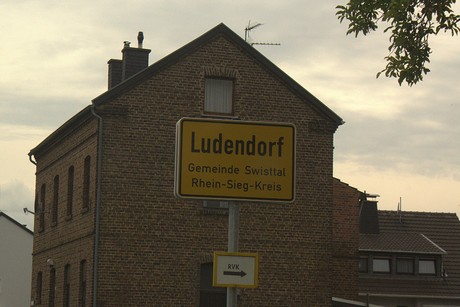 Ludendorf
Gemeinde Swisttal
Rhein-Sieg-Kreis
RVK